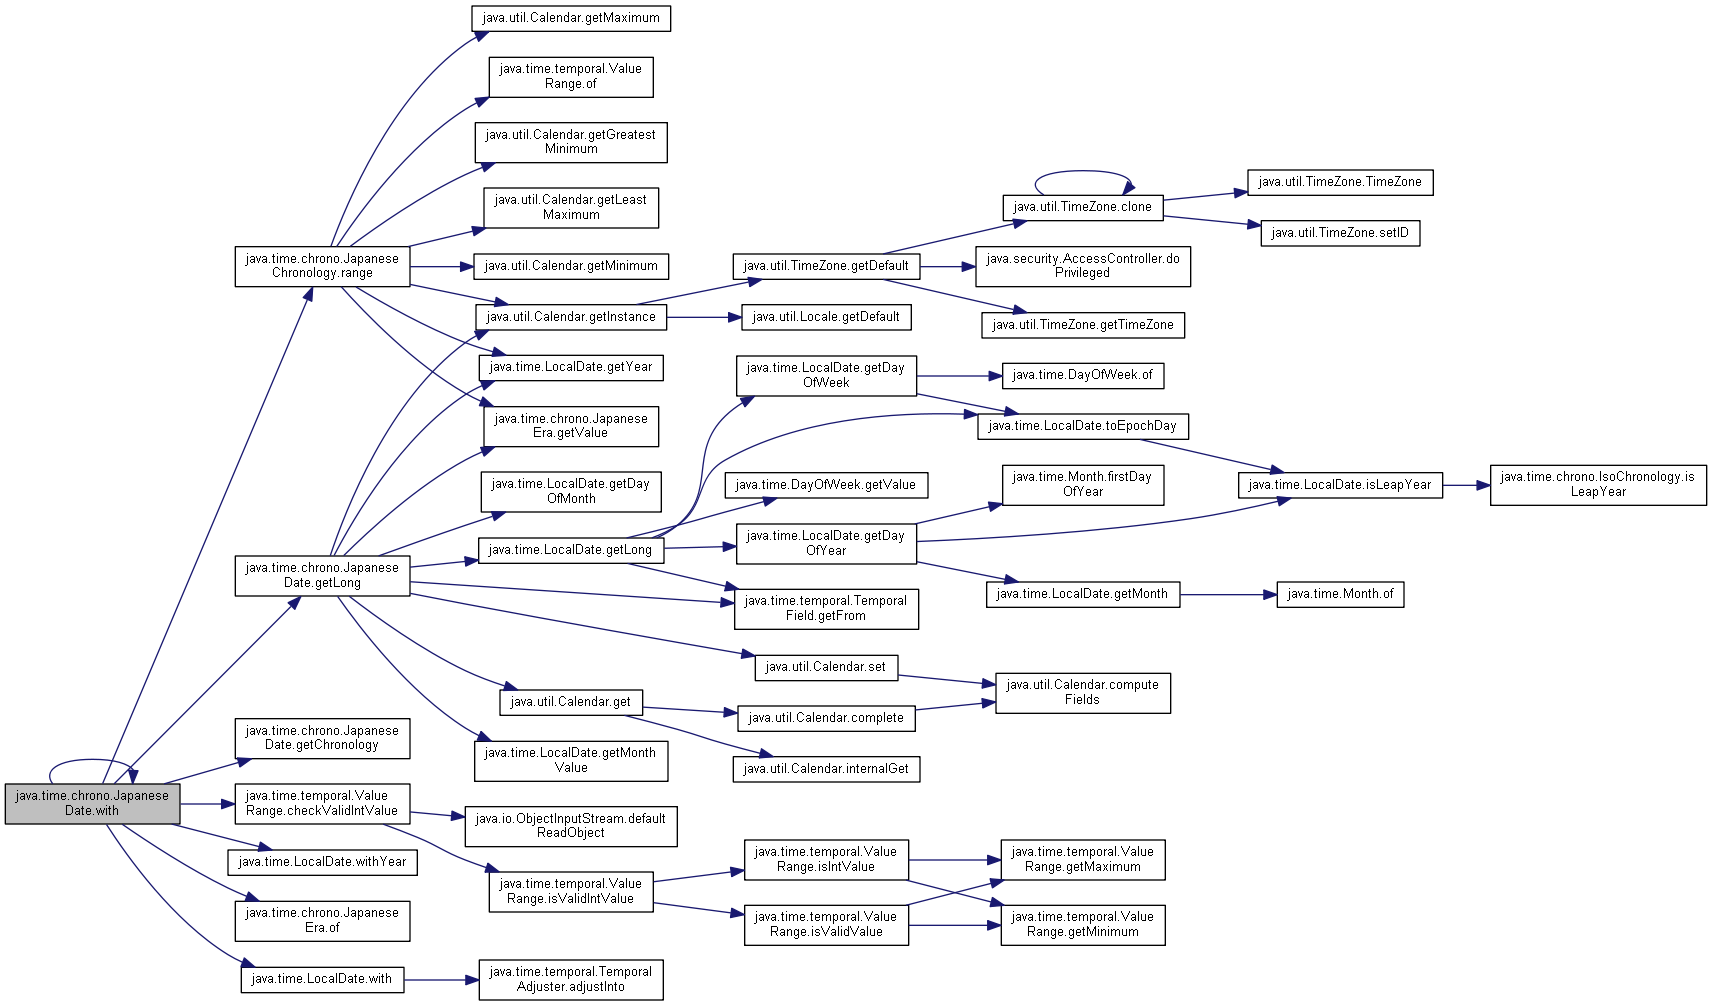 java.util.Calendar.getMaximum
java.time.temporal.Value
Range.of
java.util.Calendar.getGreatest
Minimum
java.util.Calendar.getLeast
Maximum
java.time.chrono.Japanese
Chronology.range
java.util.Calendar.getMinimum
java.util.Calendar.getInstance
java.time.LocalDate.getYear
java.time.chrono.Japanese
Era.getValue
java.util.TimeZone.getDefault
java.util.Locale.getDefault
java.util.TimeZone.clone
java.util.TimeZone.TimeZone
java.util.TimeZone.setID
java.security.AccessController.do
Privileged
java.util.TimeZone.getTimeZone
java.time.LocalDate.getDay
OfWeek
java.time.DayOfWeek.of
java.time.LocalDate.toEpochDay
java.time.LocalDate.getDay
OfMonth
java.time.DayOfWeek.getValue
java.time.Month.firstDay
OfYear
java.time.LocalDate.isLeapYear
java.time.chrono.IsoChronology.is
LeapYear
java.time.chrono.Japanese
Date.getLong
java.time.LocalDate.getLong
java.time.LocalDate.getDay
OfYear
java.time.LocalDate.getMonth
java.time.Month.of
java.time.temporal.Temporal
Field.getFrom
java.util.Calendar.set
java.util.Calendar.compute
Fields
java.util.Calendar.get
java.util.Calendar.complete
java.util.Calendar.internalGet
java.time.LocalDate.getMonth
Value
java.time.chrono.Japanese
Date.getChronology
java.time.chrono.Japanese
Date.with
java.time.temporal.Value
Range.checkValidIntValue
java.io.ObjectInputStream.default
ReadObject
java.time.LocalDate.withYear
java.time.temporal.Value
Range.isValidIntValue
java.time.temporal.Value
Range.isIntValue
java.time.temporal.Value
Range.getMaximum
java.time.temporal.Value
Range.isValidValue
java.time.temporal.Value
Range.getMinimum
java.time.chrono.Japanese
Era.of
java.time.LocalDate.with
java.time.temporal.Temporal
Adjuster.adjustInto